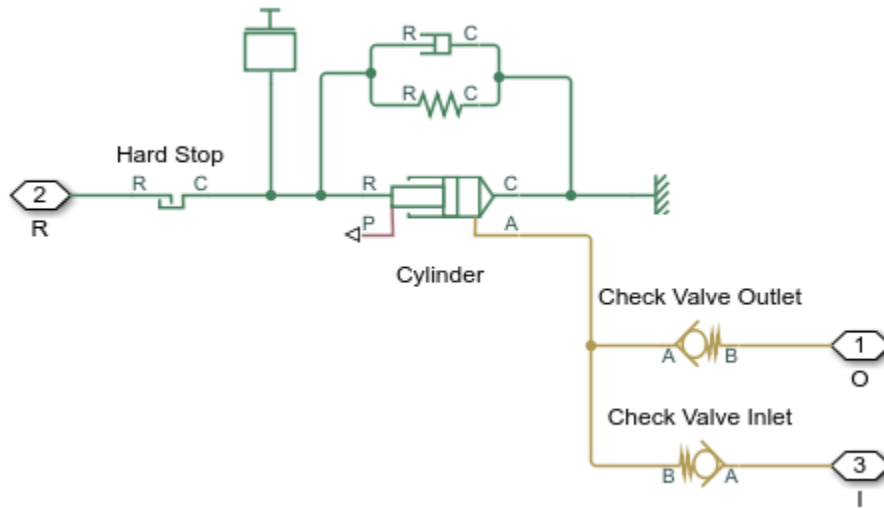 R C
R C
Hard Stop
R C
R C
2
R
P A
Cylinder
Check Valve Outlet
A B
1
O
Check Valve Inlet
B A
3
I